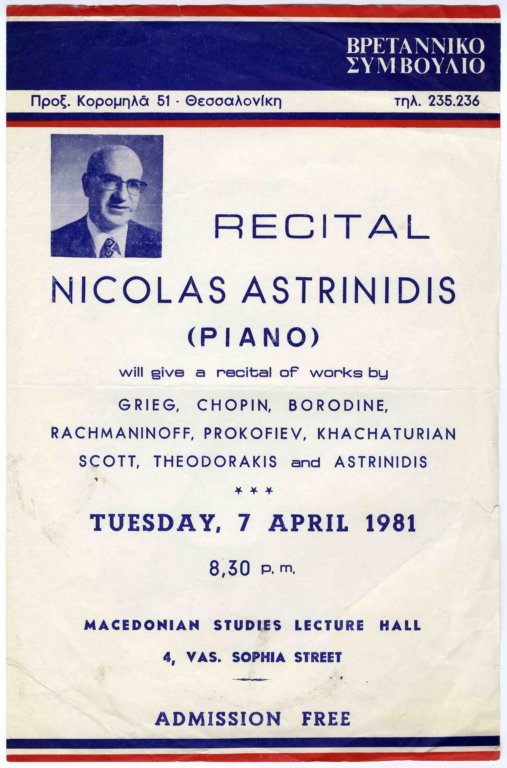 ΒΡΕΤΑΝΝΙΚΟ
ΣΥΜΒΟΥΛΙΟ
Προξ. Κορομηλᾶ 51 · Θεσσαλονίκη τηλ. 235.236
RECITAL
NICOLAS ASTRINIDIS
(PIANO)
will give a recital of works by
GRIEG, CHOPIN, BORODINE,
RACHMANINOFF, PROKOFIEV, KHACHATURIAN
SCOTT, THEODORAKIS and ASTRINIDIS
★ ★ ★
TUESDAY, 7 APRIL 1981
8,30 p.m.
MACEDONIAN STUDIES LECTURE HALL
4, VAS. SOPHIA STREET
ADMISSION FREE